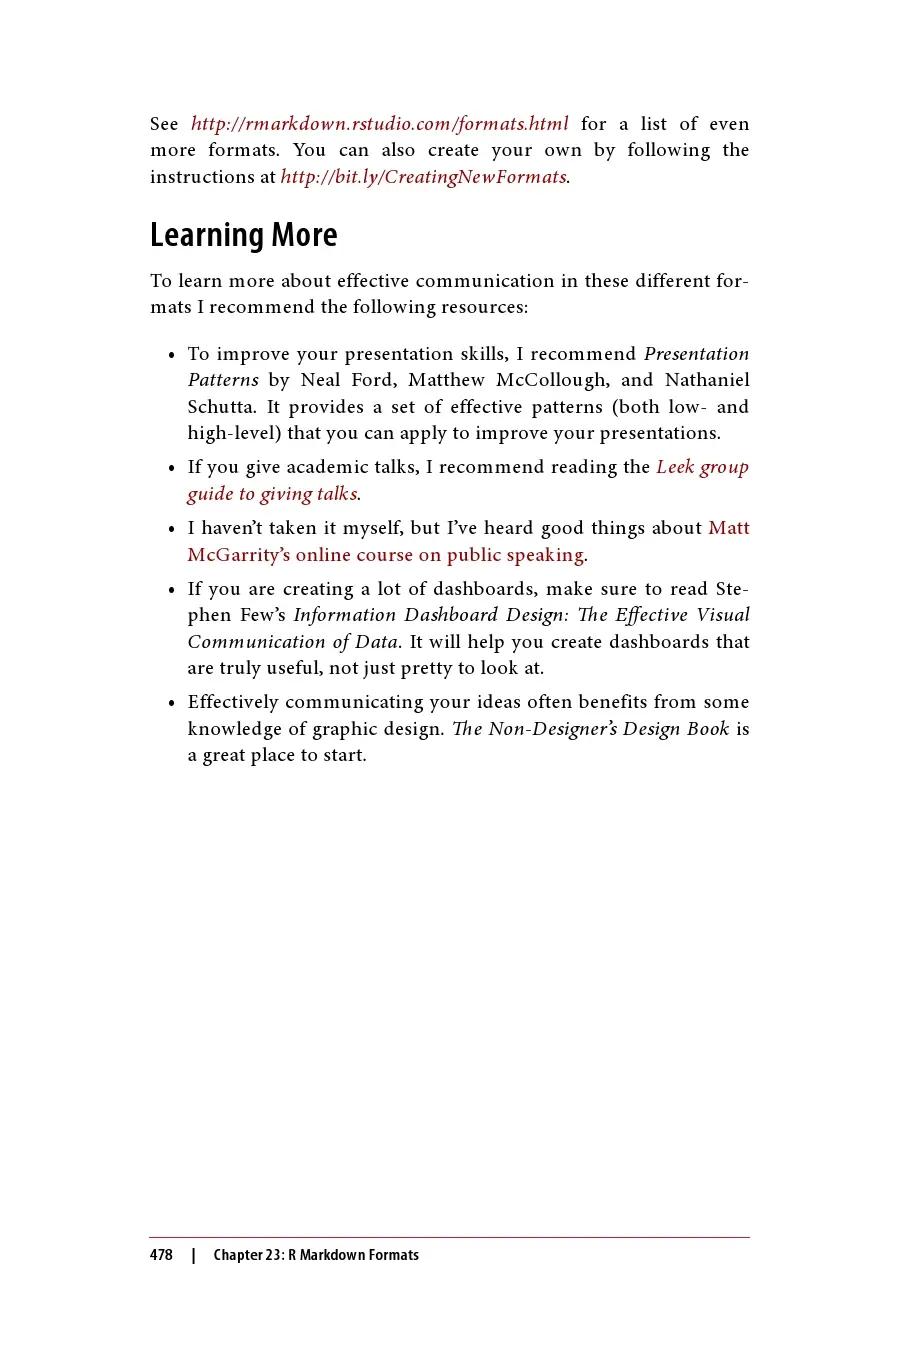 See http://rmarkdown.rstudio.com/formats.html for a list of even
more formats. You can also create your own by following the
instructions at http://bit.ly/CreatingNewFormats.
Learning More
To learn more about effective communication in these different for-
mats I recommend the following resources:
• To improve your presentation skills, I recommend Presentation
Patterns by Neal Ford, Matthew McCollough, and Nathaniel
Schutta. It provides a set of effective patterns (both low- and
high-level) that you can apply to improve your presentations.
• If you give academic talks, I recommend reading the Leek group
guide to giving talks.
• I haven’t taken it myself, but I’ve heard good things about Matt
McGarrity’s online course on public speaking.
• If you are creating a lot of dashboards, make sure to read Ste-
phen Few’s Information Dashboard Design: The Effective Visual
Communication of Data. It will help you create dashboards that
are truly useful, not just pretty to look at.
• Effectively communicating your ideas often benefits from some
knowledge of graphic design. The Non-Designer’s Design Book is
a great place to start.
478 | Chapter 23: R Markdown Formats